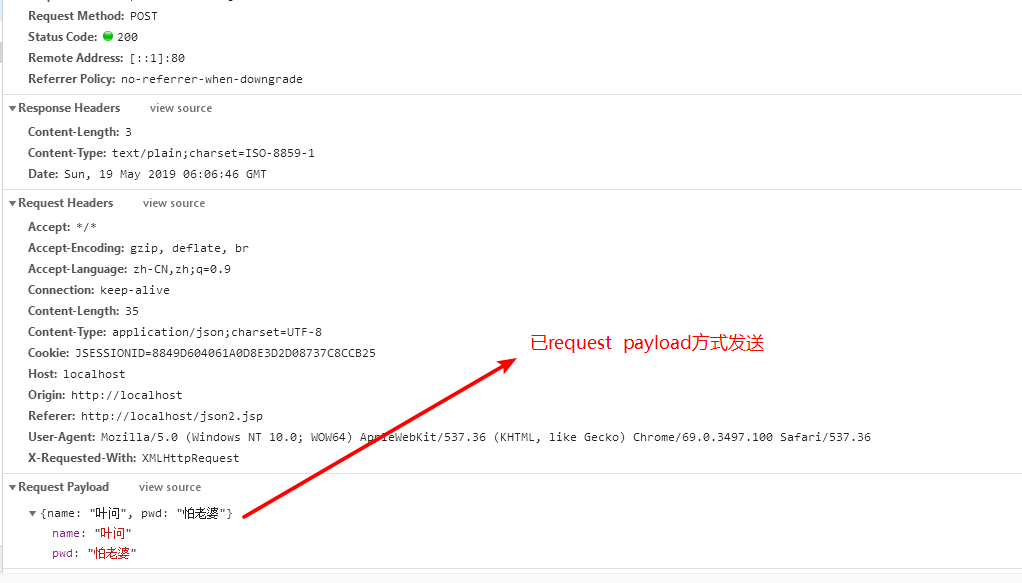 Request Method: POST
Status Code: 200
Remote Address: [::1]:80
Referrer Policy: no-referrer-when-downgrade
▼Response Headers view source
Content-Length: 3
Content-Type: text/plain;charset=ISO-8859-1
Date: Sun, 19 May 2019 06:06:46 GMT
▼Request Headers view source
Accept: */*
Accept-Encoding: gzip, deflate, br
Accept-Language: zh-CN,zh;q=0.9
Connection: keep-alive
Content-Length: 35
Content-Type: application/json;charset=UTF-8
Cookie: JSESSIONID=8849D604061A0D8E3D2D08737C8CCB25
Host: localhost
Origin: http://localhost
Referer: http://localhost/json2.jsp
User-Agent: Mozilla/5.0 (Windows NT 10.0; WOW64) AppleWebKit/537.36 (KHTML, like Gecko) Chrome/69.0.3497.100 Safari/537.36
X-Requested-With: XMLHttpRequest
已request payload方式发送
▼Request Payload view source
▼{name: "叶问", pwd: "怕老婆"}
name: "叶问"
pwd: "怕老婆"